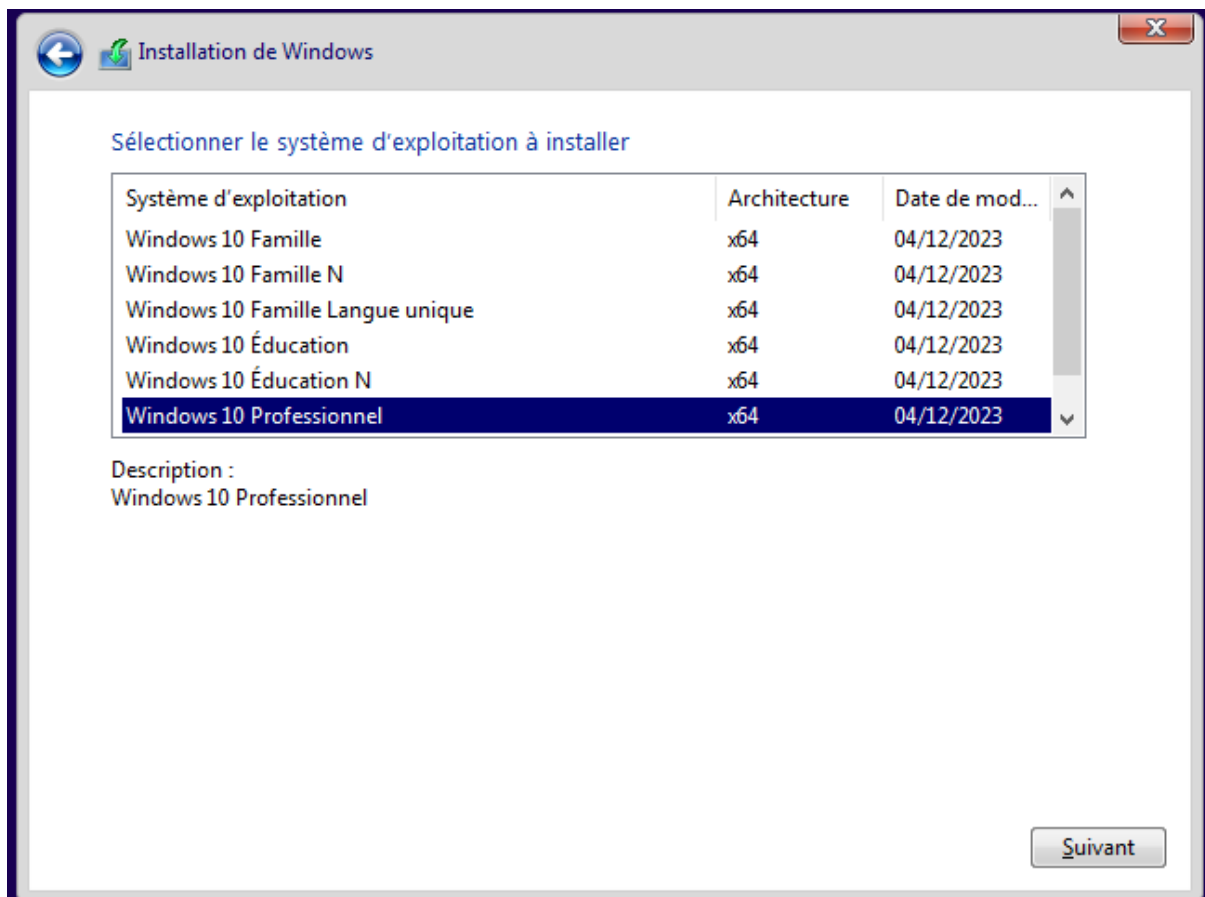 Installation de Windows
Sélectionner le système d'exploitation à installer
Système d'exploitation Architecture Date de mod...
Windows 10 Famille x64 04/12/2023
Windows 10 Famille N x64 04/12/2023
Windows 10 Famille Langue unique x64 04/12/2023
Windows 10 Éducation x64 04/12/2023
Windows 10 Éducation N x64 04/12/2023
Windows 10 Professionnel x64 04/12/2023
Description :
Windows 10 Professionnel
Suivant